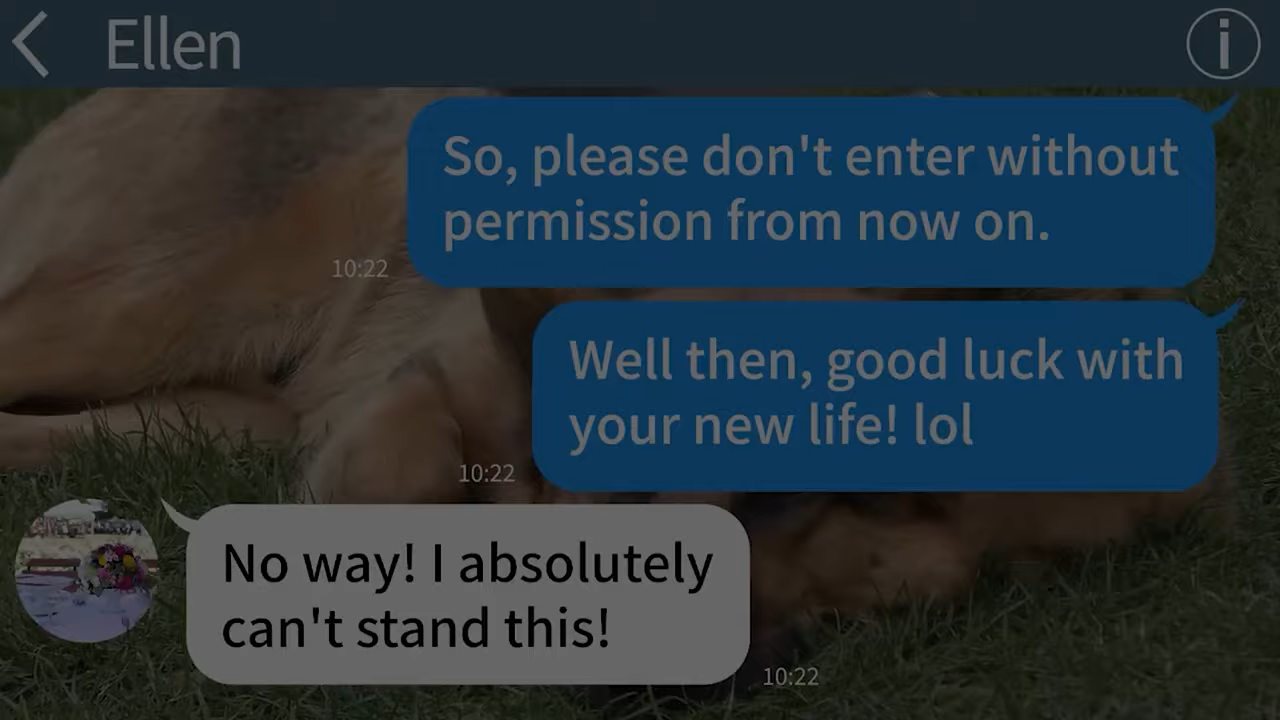 Ellen
So, please don't enter without
permission from now on.
10:22
Well then, good luck with
your new life! lol
10:22
No way! I absolutely
can't stand this!
10:22